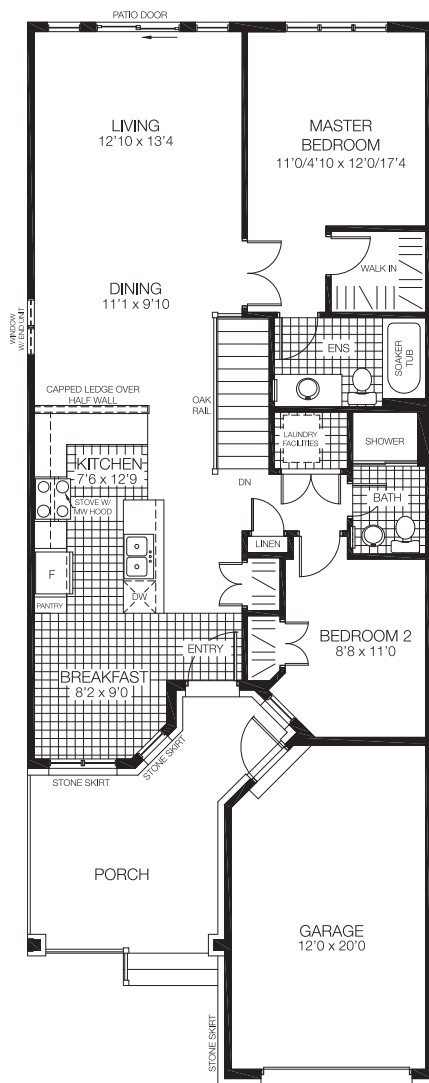 PATIO DOOR
LIVING
12'10 x 13'4
MASTER
BEDROOM
11'0/4'10 x 12'0/17'4
WALK IN
DINING
11'1 x 9'10
WINDOW
W/ END UNIT
ENS
SOAKER
TUB
CAPPED LEDGE OVER
HALF WALL
OAK
RAIL
LAUNDRY
FACILITIES
SHOWER
KITCHEN
7'6 x 12'9
STOVE W/
MW HOOD
DN
BATH
LINEN
F
DW
PANTRY
BEDROOM 2
8'8 x 11'0
ENTRY
BREAKFAST
8'2 x 9'0
STONE SKIRT
STONE SKIRT
PORCH
GARAGE
12'0 x 20'0
STONE SKIRT